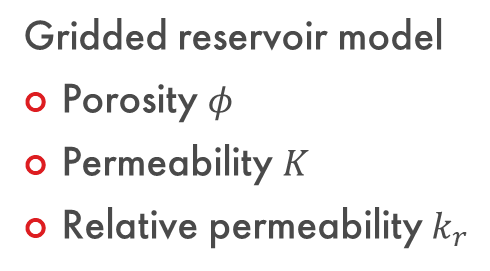 Gridded reservoir model
Porosity ϕ
Permeability K
Relative permeability kᵣ